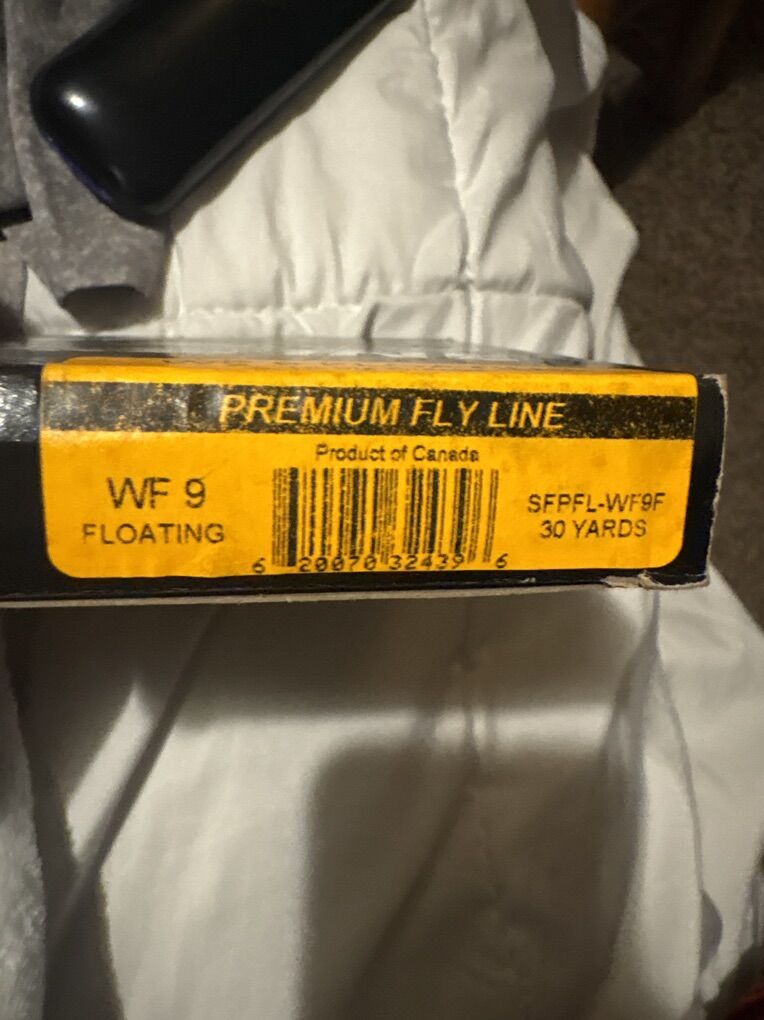 PREMIUM FLY LINE
Product of Canada
WF 9
FLOATING
SFPFL-WF9F
30 YARDS
6 20070 32439 6